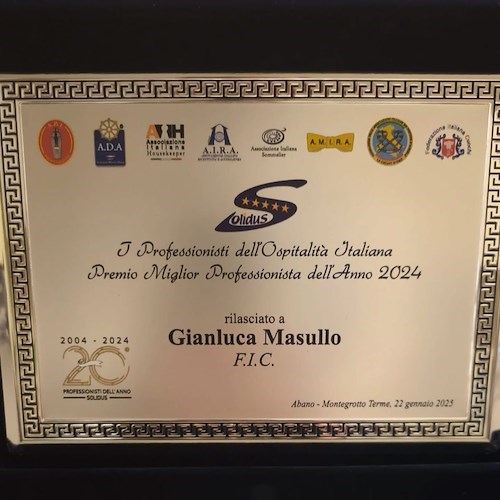 A.D.A
AIH
Associazione
Italiana
Housekeeper
A.I.R.A.
Associazione Italiana
Sommelier
A.M.I.R.A.
Federazione Italiana Cuochi
Solidus
I Professionisti dell'Ospitalità Italiana
Premio Miglior Professionista dell'Anno 2024
rilasciato a
Gianluca Masullo
F.I.C.
2004 - 2024
20
PROFESSIONISTI DELL'ANNO
SOLIDUS
Abano - Montegrotto Terme, 22 gennaio 2025